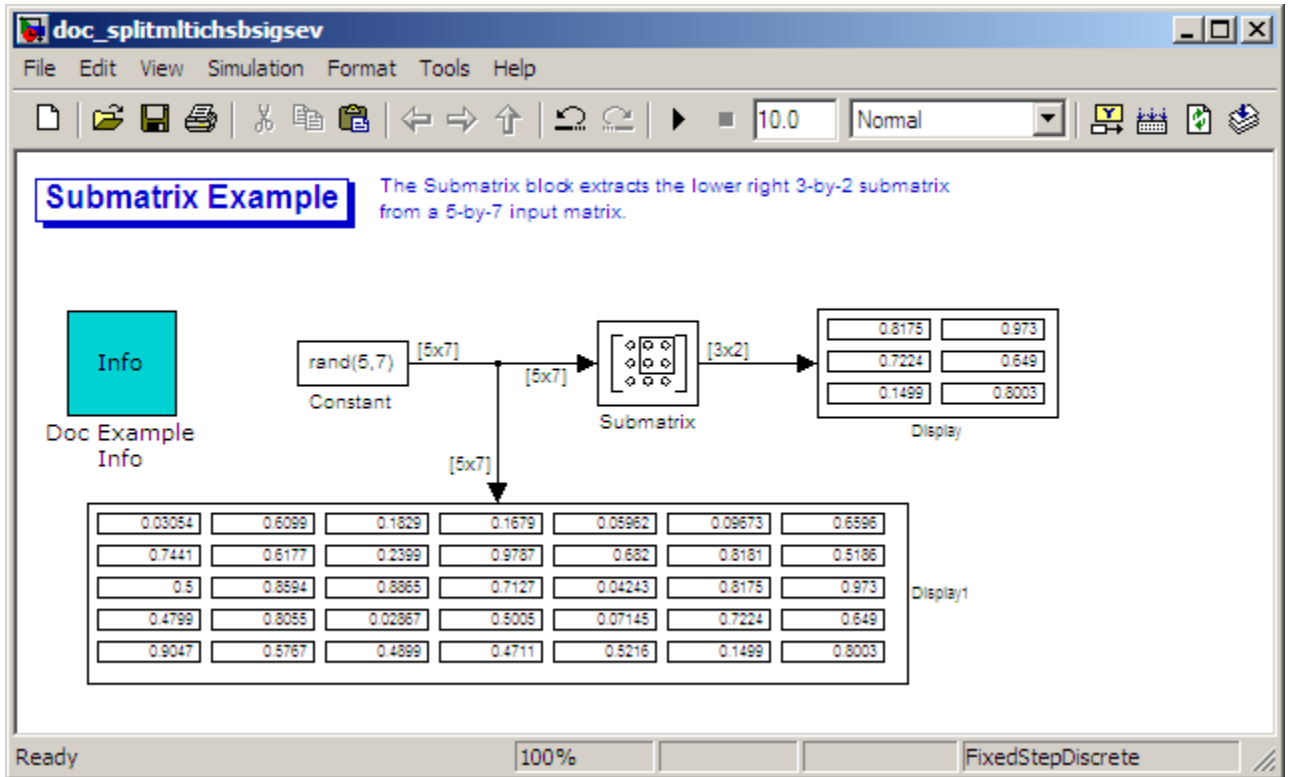 doc_splitmltichsbsigsev
File Edit View Simulation Format Tools Help
10.0 Normal
Submatrix Example
The Submatrix block extracts the lower right 3-by-2 submatrix
from a 5-by-7 input matrix.
Info
Doc Example
Info
rand(5,7)
Constant
[5x7]
[5x7]
[5x7]
Submatrix
[3x2]
0.8175 0.973
0.7224 0.649
0.1499 0.8003
Display
0.03054 0.6099 0.1829 0.1679 0.05962 0.09673 0.6596
0.7441 0.6177 0.2399 0.9787 0.682 0.8181 0.5186
0.5 0.8594 0.8865 0.7127 0.04243 0.8175 0.973
0.4799 0.8055 0.02867 0.5005 0.07145 0.7224 0.649
0.9047 0.5767 0.4899 0.4711 0.5216 0.1499 0.8003
Display1
Ready 100% FixedStepDiscrete